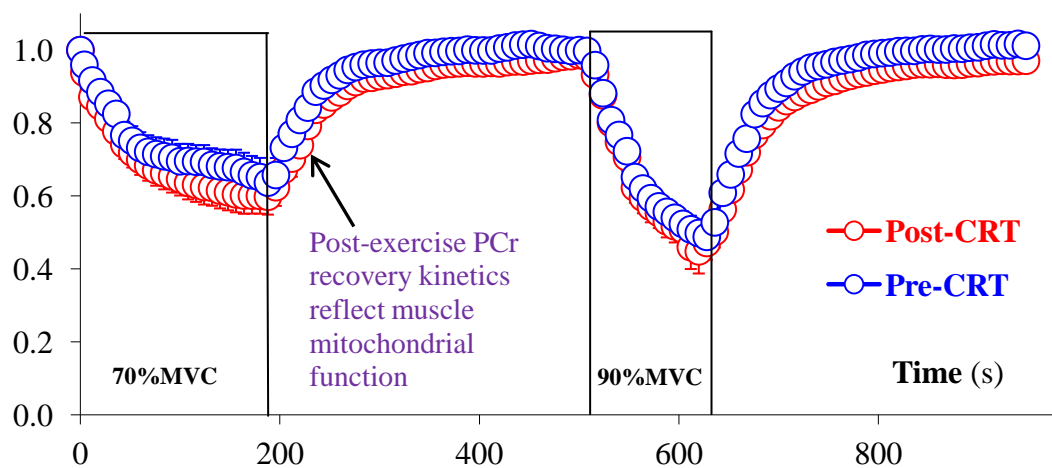 1.0
0.8
0.6
0.4
0.2
0.0
Post-exercise PCr
recovery kinetics
reflect muscle
mitochondrial
function
Post-CRT
Pre-CRT
70%MVC
90%MVC
Time (s)
0
200
400
600
800